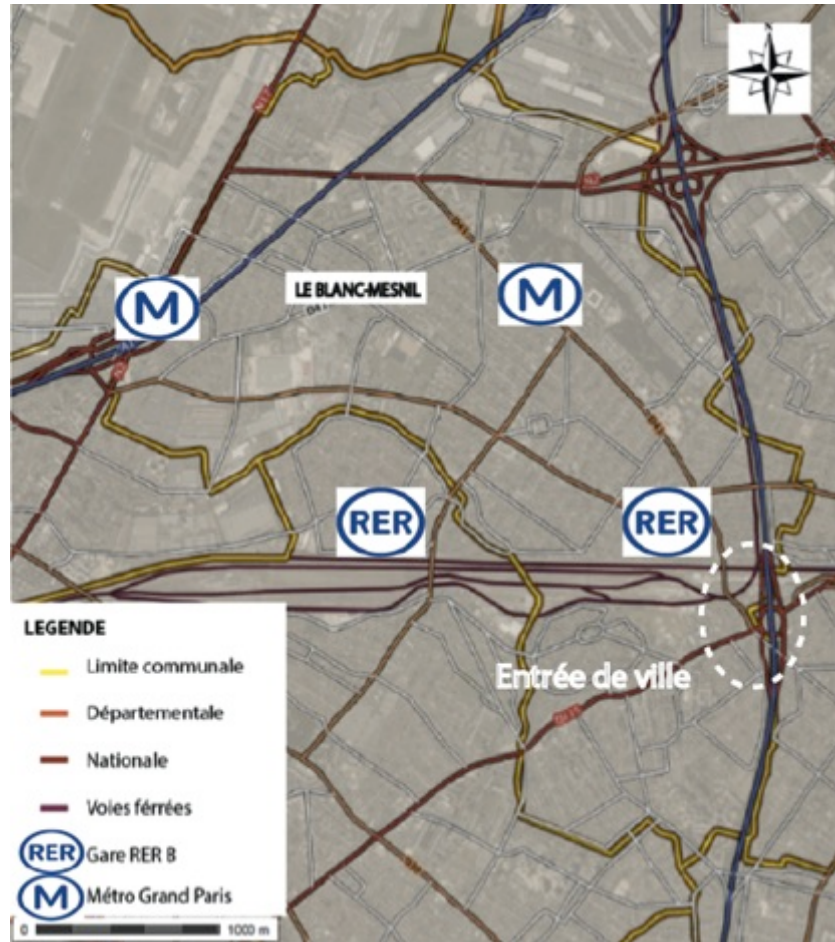 N
M
LE BLANC-MESNIL
M
RER
RER
Entrée de ville
LEGENDE
Limite communale
Départementale
Nationale
Voies férrées
RER Gare RER B
M Métro Grand Paris
0 1000 m